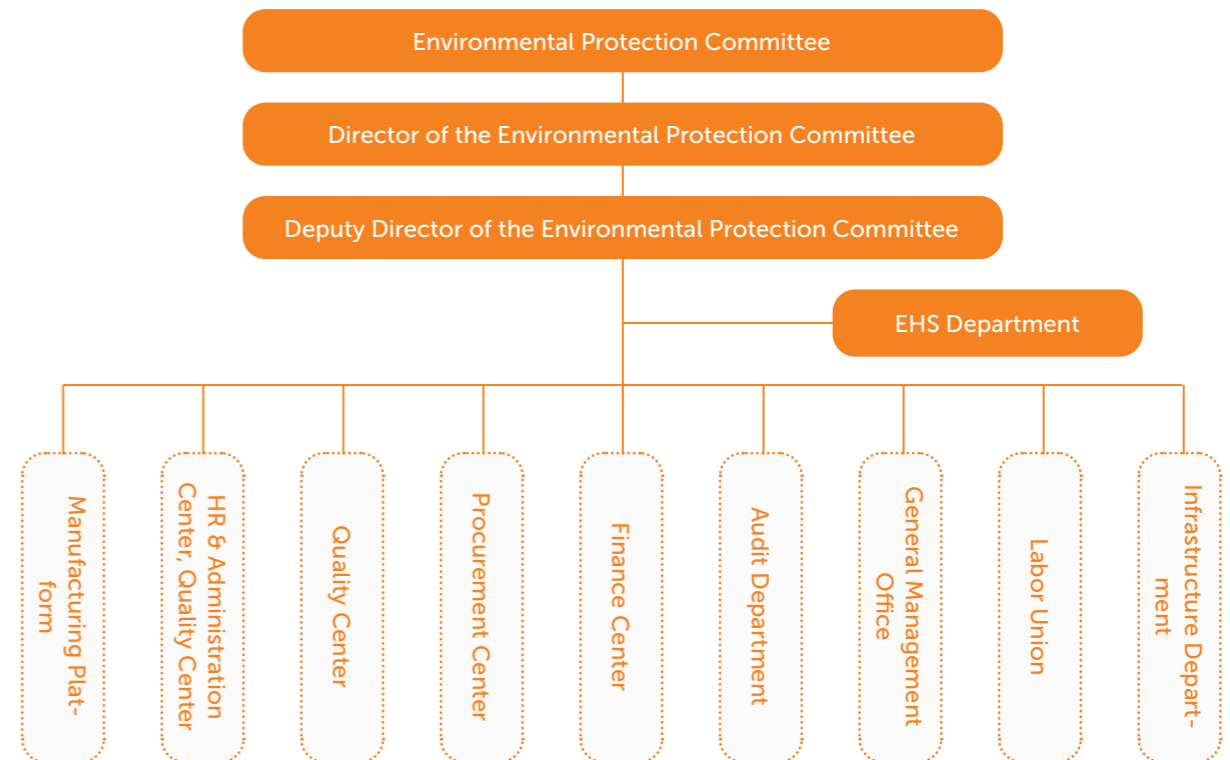 Environmental Protection Committee
Director of the Environmental Protection Committee
Deputy Director of the Environmental Protection Committee
EHS Department
Manufacturing Plat-
form
HR & Administration
Center, Quality Center
Quality Center
Procurement Center
Finance Center
Audit Department
General Management
Office
Labor Union
Infrastructure Depart-
ment